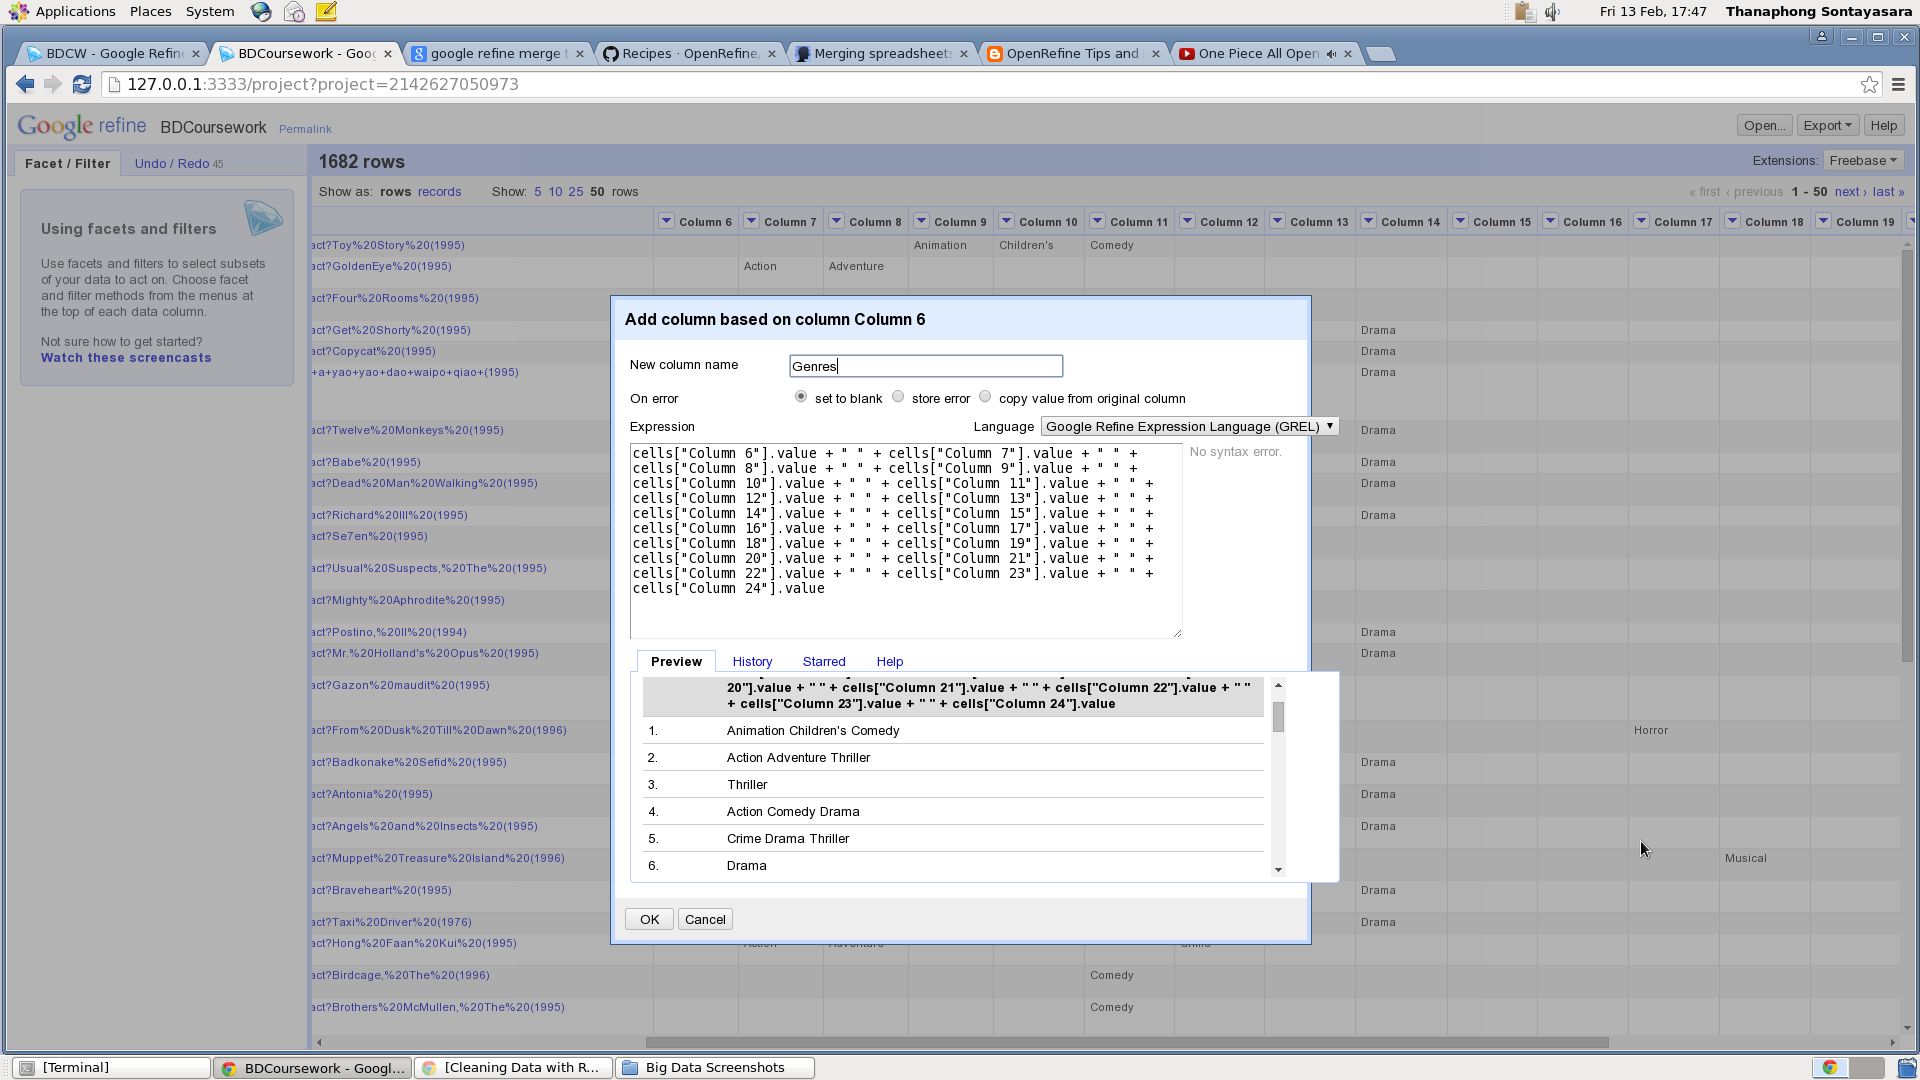 Applications Places System
Fri 13 Feb, 17:47 Thanaphong Sontayasara
BDCW - Google Refin
BDCoursework - Goog
google refine merge t
Recipes · OpenRefine
Merging spreadsheets
OpenRefine Tips and
One Piece All Open
127.0.0.1:3333/project?project=2142627050973
Google refine BDCoursework Permalink
Open... Export Help
Facet / Filter Undo / Redo 45
1682 rows
Extensions: Freebase
Show as: rows records Show: 5 10 25 50 rows
« first ‹ previous 1 - 50 next › last »
Using facets and filters
Use facets and filters to select subsets
of your data to act on. Choose facet
and filter methods from the menus at
the top of each data column.
Not sure how to get started?
Watch these screencasts
Column 6 Column 7 Column 8 Column 9 Column 10 Column 11 Column 12 Column 13 Column 14 Column 15 Column 16 Column 17 Column 18 Column 19
act?Toy%20Story%20(1995) Animation Children's Comedy
act?GoldenEye%20(1995) Action Adventure
act?Four%20Rooms%20(1995)
act?Get%20Shorty%20(1995) Drama
act?Copycat%20(1995) Drama
+a+yao+yao+dao+waipo+qiao+(1995) Drama
act?Twelve%20Monkeys%20(1995) Drama
act?Babe%20(1995) Drama
act?Dead%20Man%20Walking%20(1995) Drama
act?Richard%20III%20(1995) Drama
act?Se7en%20(1995)
act?Usual%20Suspects,%20The%20(1995)
act?Mighty%20Aphrodite%20(1995)
act?Postino,%20Il%20(1994) Drama
act?Mr.%20Holland's%20Opus%20(1995) Drama
act?Gazon%20maudit%20(1995)
act?From%20Dusk%20Till%20Dawn%20(1996) Horror
act?Badkonake%20Sefid%20(1995) Drama
act?Antonia%20(1995) Drama
act?Angels%20and%20Insects%20(1995) Drama
act?Muppet%20Treasure%20Island%20(1996) Musical
act?Braveheart%20(1995) Drama
act?Taxi%20Driver%20(1976) Drama
act?Hong%20Faan%20Kui%20(1995) Action Adventure Crime
act?Birdcage,%20The%20(1996) Comedy
act?Brothers%20McMullen,%20The%20(1995) Comedy
Add column based on column Column 6
New column name Genres
On error set to blank store error copy value from original column
Expression Language Google Refine Expression Language (GREL)
cells["Column 6"].value + " " + cells["Column 7"].value + " " +
cells["Column 8"].value + " " + cells["Column 9"].value + " " +
cells["Column 10"].value + " " + cells["Column 11"].value + " " +
cells["Column 12"].value + " " + cells["Column 13"].value + " " +
cells["Column 14"].value + " " + cells["Column 15"].value + " " +
cells["Column 16"].value + " " + cells["Column 17"].value + " " +
cells["Column 18"].value + " " + cells["Column 19"].value + " " +
cells["Column 20"].value + " " + cells["Column 21"].value + " " +
cells["Column 22"].value + " " + cells["Column 23"].value + " " +
cells["Column 24"].value
No syntax error.
Preview History Starred Help
20"].value + " " + cells["Column 21"].value + " " + cells["Column 22"].value + " "
+ cells["Column 23"].value + " " + cells["Column 24"].value
1. Animation Children's Comedy
2. Action Adventure Thriller
3. Thriller
4. Action Comedy Drama
5. Crime Drama Thriller
6. Drama
OK Cancel
[Terminal]
BDCoursework - Googl...
[Cleaning Data with R...
Big Data Screenshots